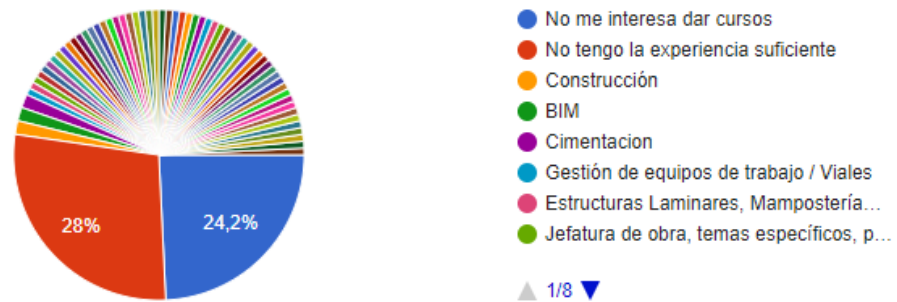 No me interesa dar cursos
No tengo la experiencia suficiente
Construcción
BIM
Cimentacion
Gestión de equipos de trabajo / Viales
Estructuras Laminares, Mampostería...
Jefatura de obra, temas específicos, p...
28%
24,2%
1/8